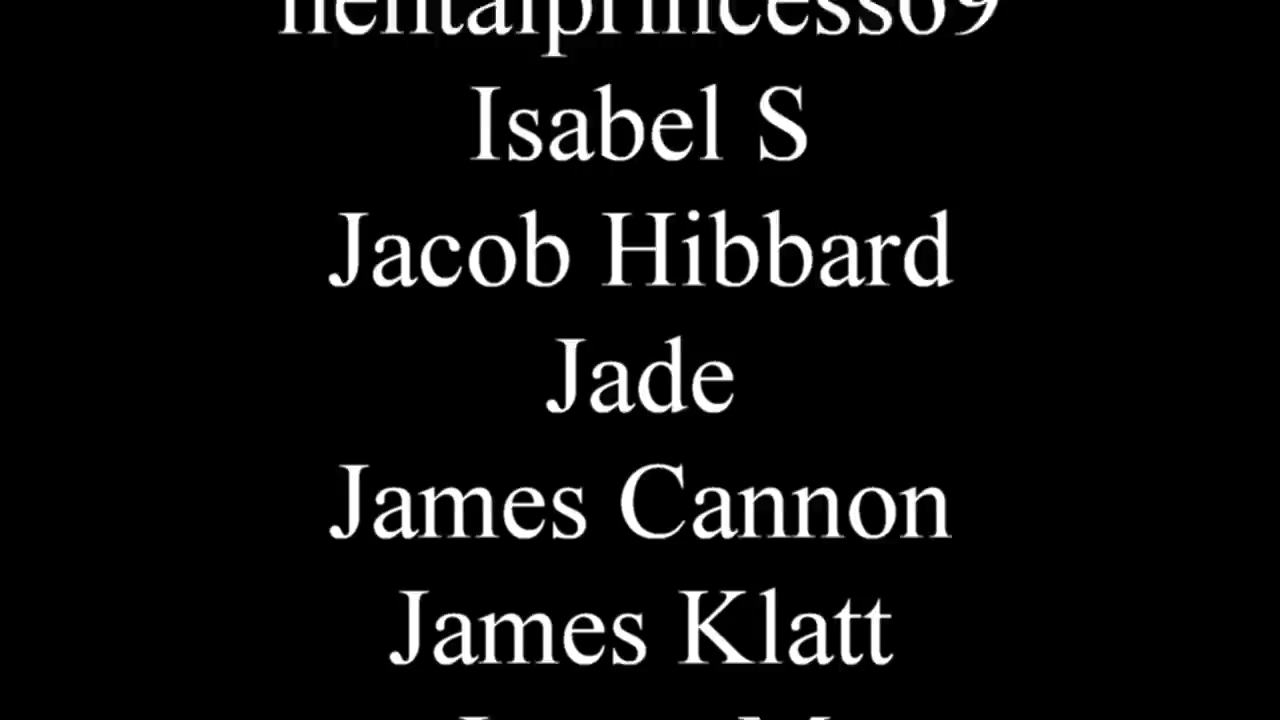 hentaiprincess69
Isabel S
Jacob Hibbard
Jade
James Cannon
James Klatt